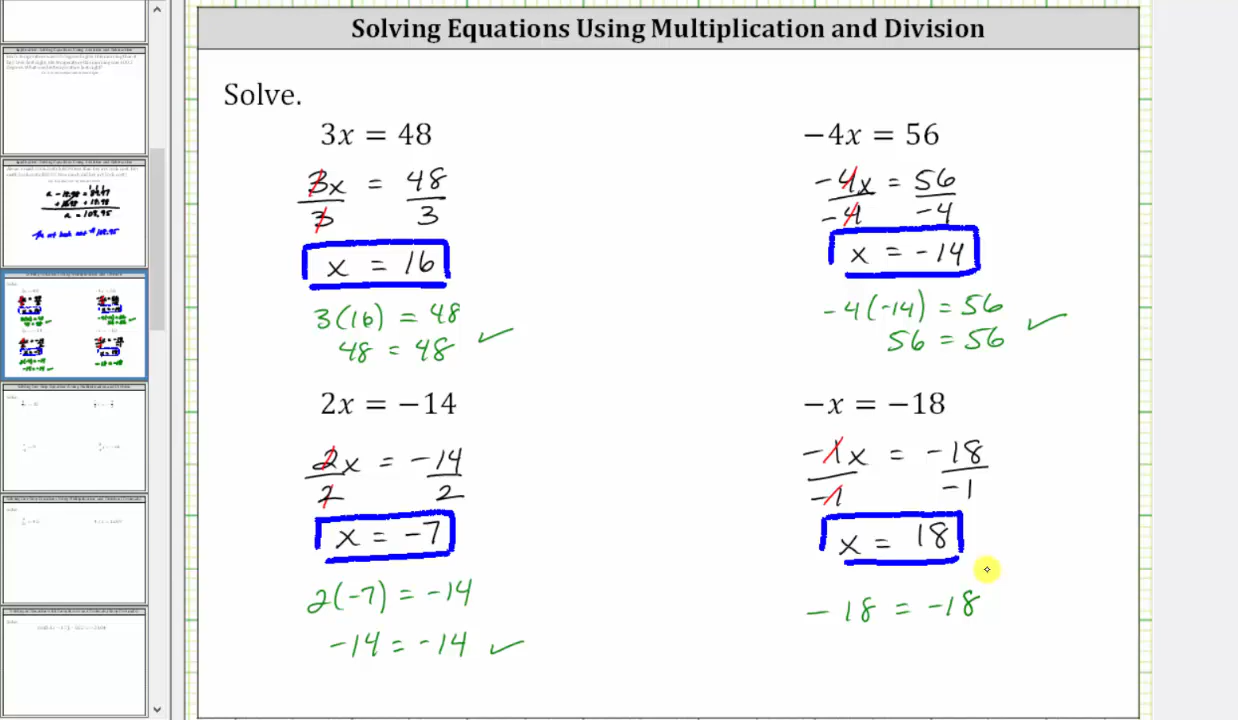 Solving Equations Using Multiplication and Division
Solve.
3x = 48
3x = 48
3 3
x = 16
3(16) = 48
48 = 48 ✓
-4x = 56
-4x = 56
-4 -4
x = -14
-4(-14) = 56
56 = 56 ✓
2x = -14
2x = -14
2 2
x = -7
2(-7) = -14
-14 = -14 ✓
-x = -18
-1x = -18
-1 -1
x = 18
-18 = -18